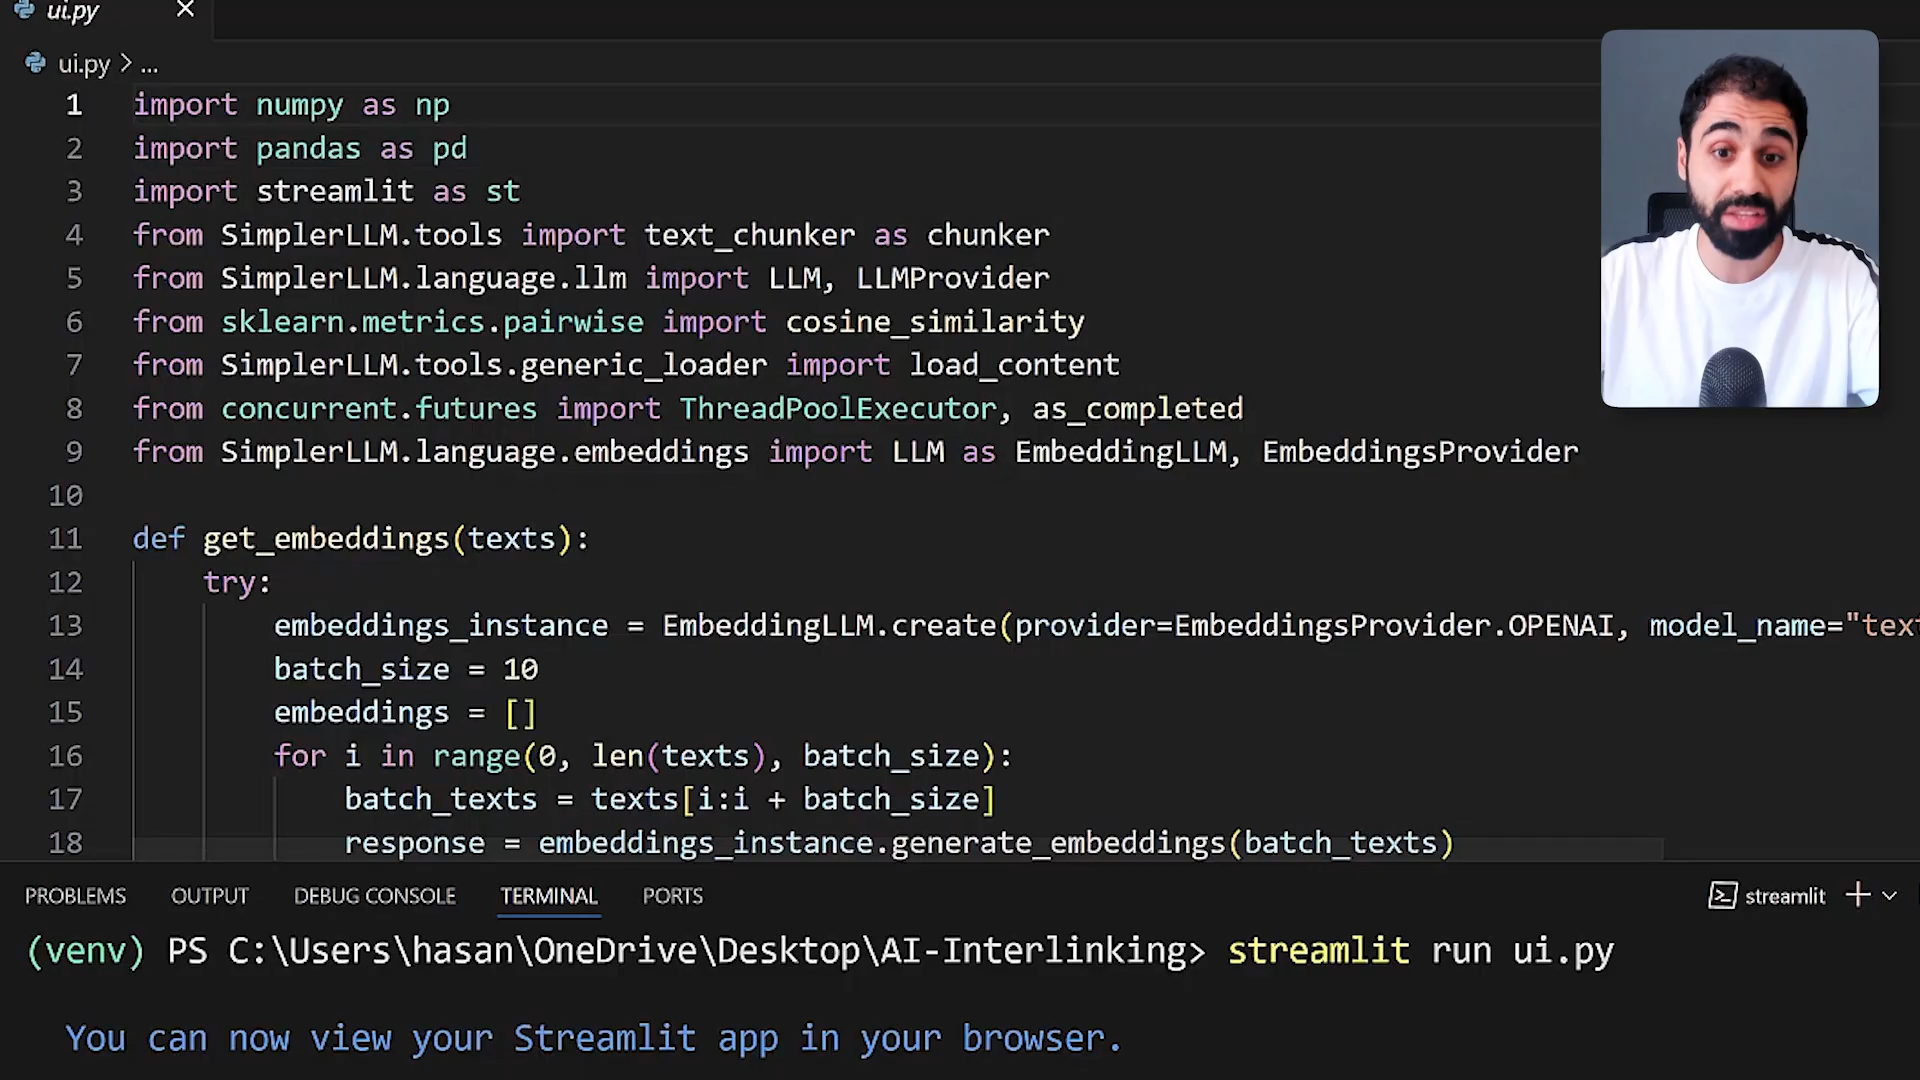 ui.py
ui.py > ...
1 import numpy as np
2 import pandas as pd
3 import streamlit as st
4 from SimplerLLM.tools import text_chunker as chunker
5 from SimplerLLM.language.llm import LLM, LLMProvider
6 from sklearn.metrics.pairwise import cosine_similarity
7 from SimplerLLM.tools.generic_loader import load_content
8 from concurrent.futures import ThreadPoolExecutor, as_completed
9 from SimplerLLM.language.embeddings import LLM as EmbeddingLLM, EmbeddingsProvider
10
11 def get_embeddings(texts):
12 try:
13 embeddings_instance = EmbeddingLLM.create(provider=EmbeddingsProvider.OPENAI, model_name="tex
14 batch_size = 10
15 embeddings = []
16 for i in range(0, len(texts), batch_size):
17 batch_texts = texts[i:i + batch_size]
18 response = embeddings_instance.generate_embeddings(batch_texts)
PROBLEMS OUTPUT DEBUG CONSOLE TERMINAL PORTS streamlit
(venv) PS C:\Users\hasan\OneDrive\Desktop\AI-Interlinking> streamlit run ui.py
You can now view your Streamlit app in your browser.